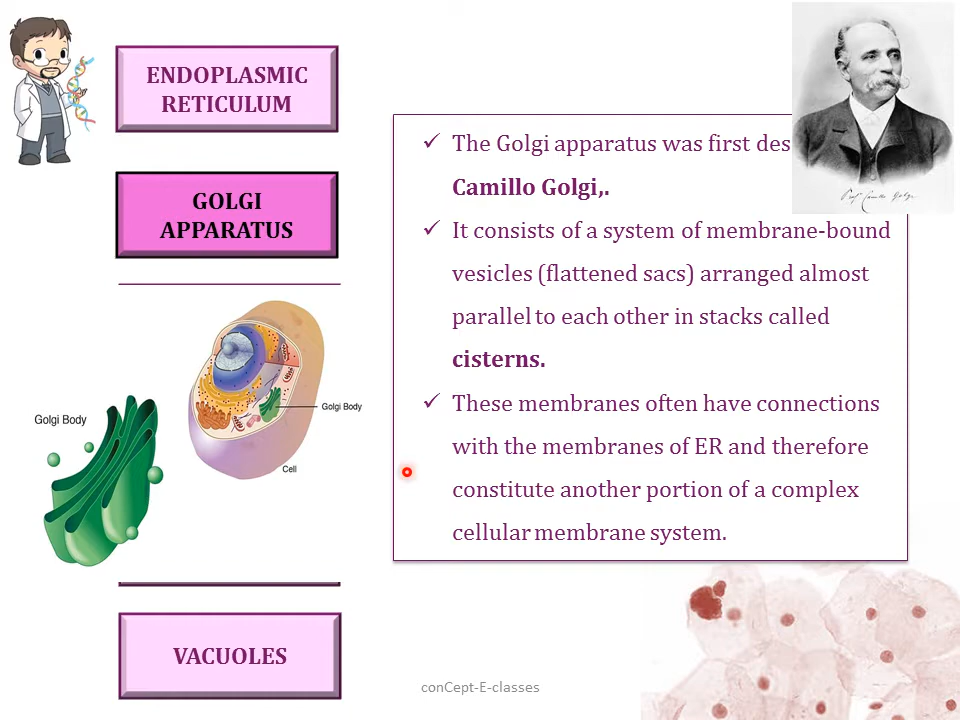 ENDOPLASMIC
RETICULUM
GOLGI
APPARATUS
Golgi Body
Golgi Body
Cell
VACUOLES
✓ The Golgi apparatus was first des
Camillo Golgi,.
✓ It consists of a system of membrane-bound
vesicles (flattened sacs) arranged almost
parallel to each other in stacks called
cisterns.
✓ These membranes often have connections
with the membranes of ER and therefore
constitute another portion of a complex
cellular membrane system.
Prof. Camillo Golgi
conCept-E-classes